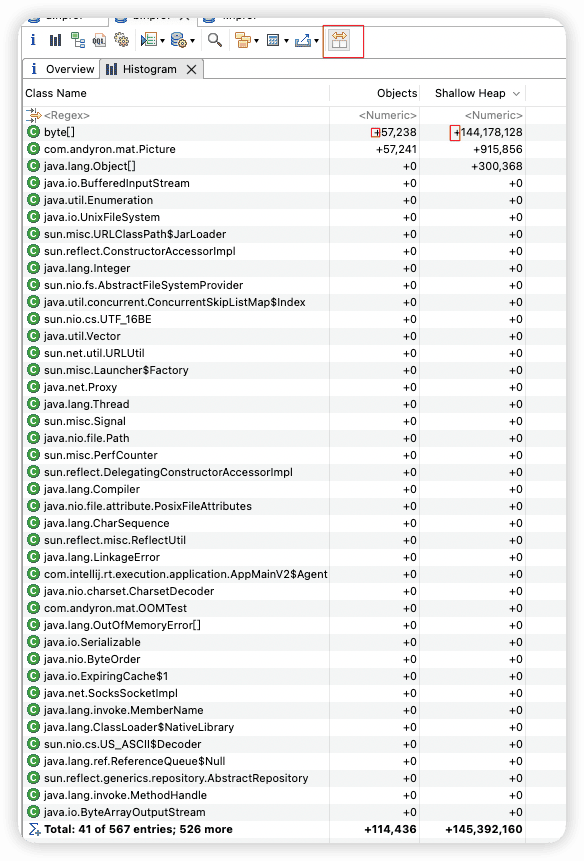 OQL
i Overview Histogram
Class Name Objects Shallow Heap
<Regex> <Numeric> <Numeric>
byte[] +57,238 +144,178,128
com.andyron.mat.Picture +57,241 +915,856
java.lang.Object[] +0 +300,368
java.io.BufferedInputStream +0 +0
java.util.Enumeration +0 +0
java.io.UnixFileSystem +0 +0
sun.misc.URLClassPath$JarLoader +0 +0
sun.reflect.ConstructorAccessorImpl +0 +0
java.lang.Integer +0 +0
sun.nio.fs.AbstractFileSystemProvider +0 +0
java.util.concurrent.ConcurrentSkipListMap$Index +0 +0
sun.nio.cs.UTF_16BE +0 +0
java.util.Vector +0 +0
sun.net.util.URLUtil +0 +0
sun.misc.Launcher$Factory +0 +0
java.net.Proxy +0 +0
java.lang.Thread +0 +0
sun.misc.Signal +0 +0
java.nio.file.Path +0 +0
sun.misc.PerfCounter +0 +0
sun.reflect.DelegatingConstructorAccessorImpl +0 +0
java.lang.Compiler +0 +0
java.nio.file.attribute.PosixFileAttributes +0 +0
java.lang.CharSequence +0 +0
sun.reflect.misc.ReflectUtil +0 +0
java.lang.LinkageError +0 +0
com.intellij.rt.execution.application.AppMainV2$Agent +0 +0
java.nio.charset.CharsetDecoder +0 +0
com.andyron.mat.OOMTest +0 +0
java.lang.OutOfMemoryError[] +0 +0
java.io.Serializable +0 +0
java.nio.ByteOrder +0 +0
java.io.ExpiringCache$1 +0 +0
java.net.SocksSocketImpl +0 +0
java.lang.invoke.MemberName +0 +0
java.lang.ClassLoader$NativeLibrary +0 +0
sun.nio.cs.US_ASCII$Decoder +0 +0
java.lang.ref.ReferenceQueue$Null +0 +0
sun.reflect.generics.repository.AbstractRepository +0 +0
java.lang.invoke.MethodHandle +0 +0
java.io.ByteArrayOutputStream +0 +0
Total: 41 of 567 entries; 526 more +114,436 +145,392,160